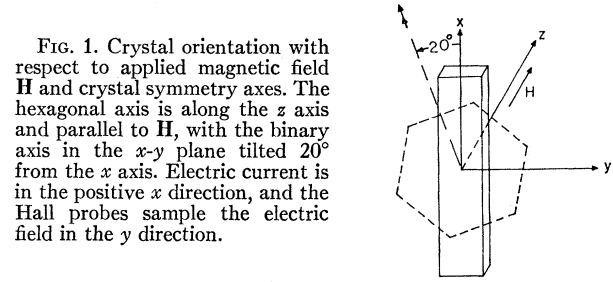 FIG. 1. Crystal orientation with
respect to applied magnetic field
H and crystal symmetry axes. The
hexagonal axis is along the z axis
and parallel to H, with the binary
axis in the x-y plane tilted 20°
from the x axis. Electric current is
in the positive x direction, and the
Hall probes sample the electric
field in the y direction.
x
20°
z
H
y